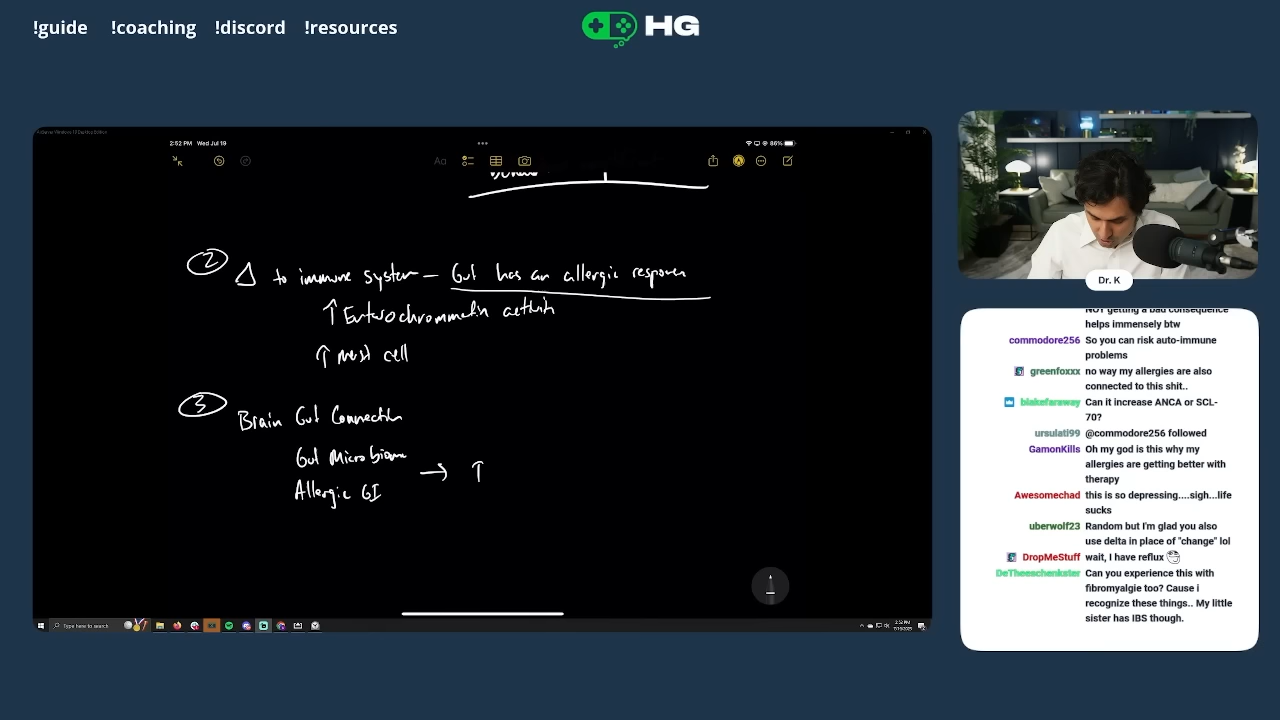 !guide !coaching !discord !resources
HG
2:52 PM Wed Jul 19
86%
Aa
② Δ to immune system – Gut has an allergic response
↑ Enterochrommafin activity
↑ mast cell
③ Brain Gut Connection
Gut Microbiome
→ ↑
Allergic GI
Type here to search
2:52 PM
Dr. K
NOT getting a bad consequence
helps immensely btw
commodore256 So you can risk auto-immune
problems
greenfoxxx no way my allergies are also
connected to this shit..
blakefaraway Can it increase ANCA or SCL-
70?
ursulati99 @commodore256 followed
GamonKills Oh my god is this why my
allergies are getting better with
therapy
Awesomechad this is so depressing....sigh...life
sucks
uberwolf23 Random but I'm glad you also
use delta in place of "change" lol
DropMeStuff wait, I have reflux
DeTheeschenkster Can you experience this with
fibromyalgie too? Cause i
recognize these things.. My little
sister has IBS though.